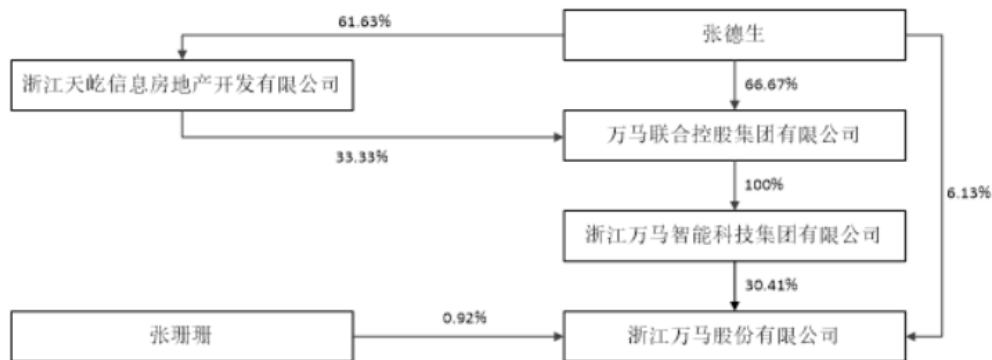 61.63%
张德生
浙江天屹信息房地产开发有限公司
66.67%
万马联合控股集团有限公司
33.33%
100%
6.13%
浙江万马智能科技集团有限公司
30.41%
张珊珊
0.92%
浙江万马股份有限公司